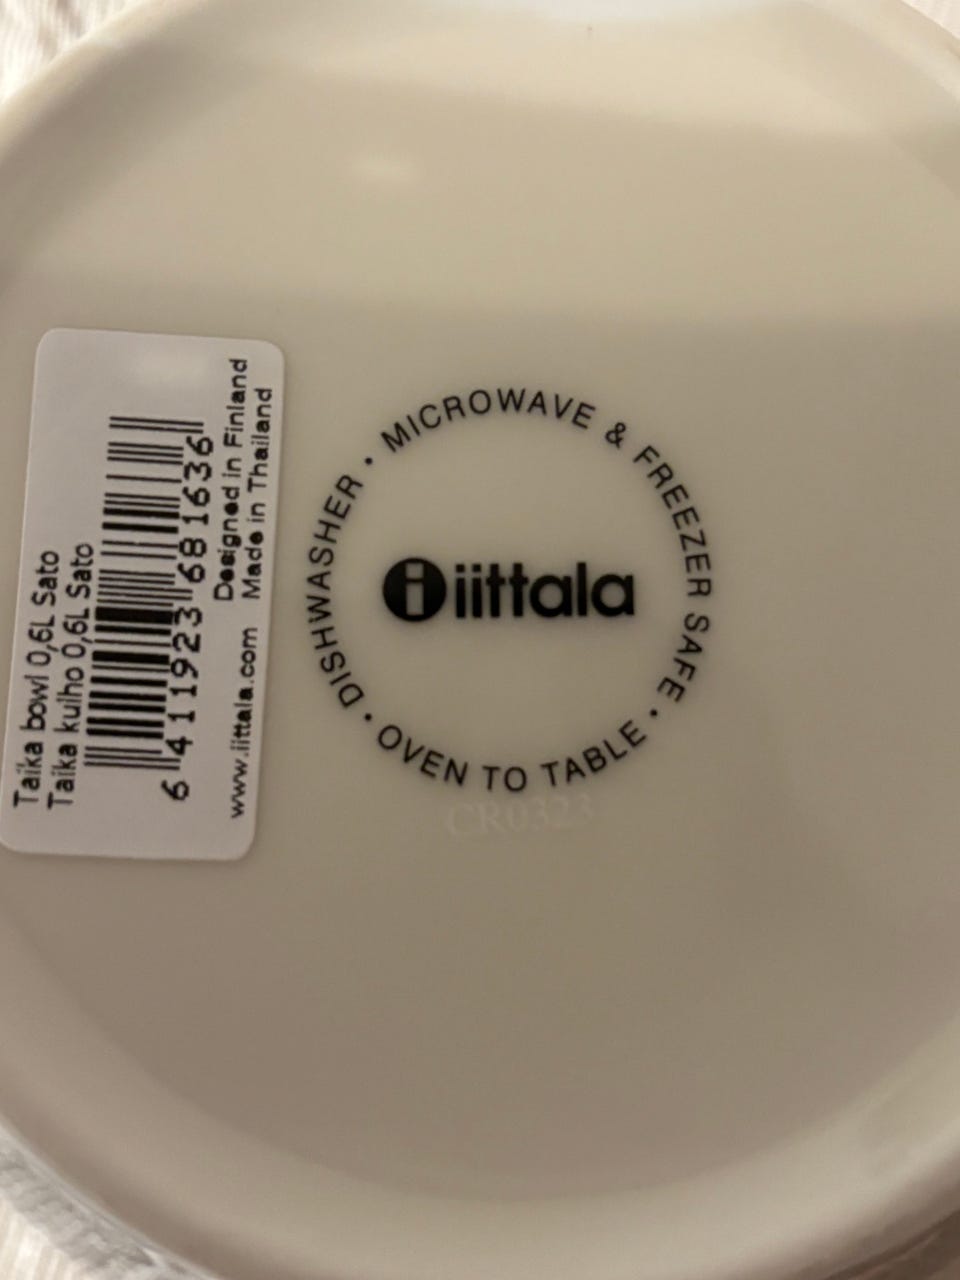 Taika bowl 0,6L Sato
Taika kulho 0,6L Sato
6 411923 681636
Designed in Finland
www.iittala.com Made in Thailand
DISHWASHER • MICROWAVE & FREEZER SAFE • OVEN TO TABLE •
i iittala
CR0323